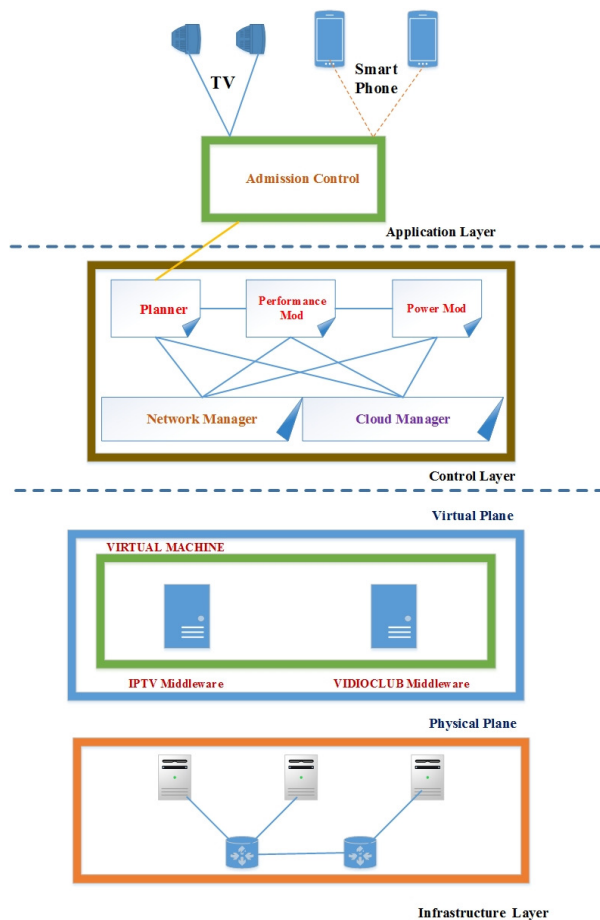 TV
Smart
Phone
Admission Control
Application Layer
Planner
Performance
Mod
Power Mod
Network Manager
Cloud Manager
Control Layer
Virtual Plane
VIRTUAL MACHINE
IPTV Middleware
VIDIOCLUB Middleware
Physical Plane
Infrastructure Layer